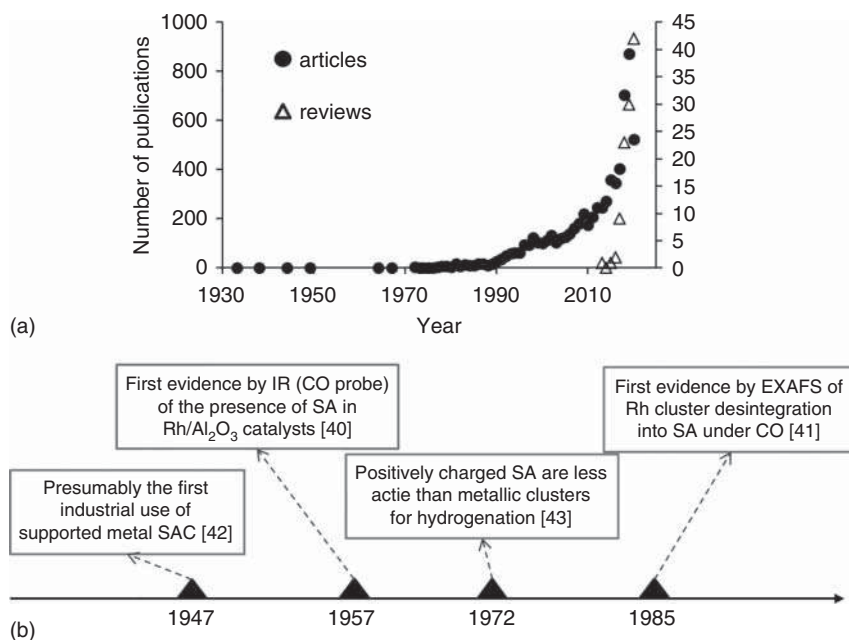 1000
800
600
400
200
0
45
40
35
30
25
20
15
10
5
0
articles
reviews
Number of publications
1930
1950
1970
1990
2010
Year
(a)
First evidence by IR (CO probe)
of the presence of SA in
Rh/Al₂O₃ catalysts [40]
First evidence by EXAFS of
Rh cluster desintegration
into SA under CO [41]
Presumably the first
industrial use of
supported metal SAC [42]
Positively charged SA are less
actie than metallic clusters
for hydrogenation [43]
1947
1957
1972
1985
(b)